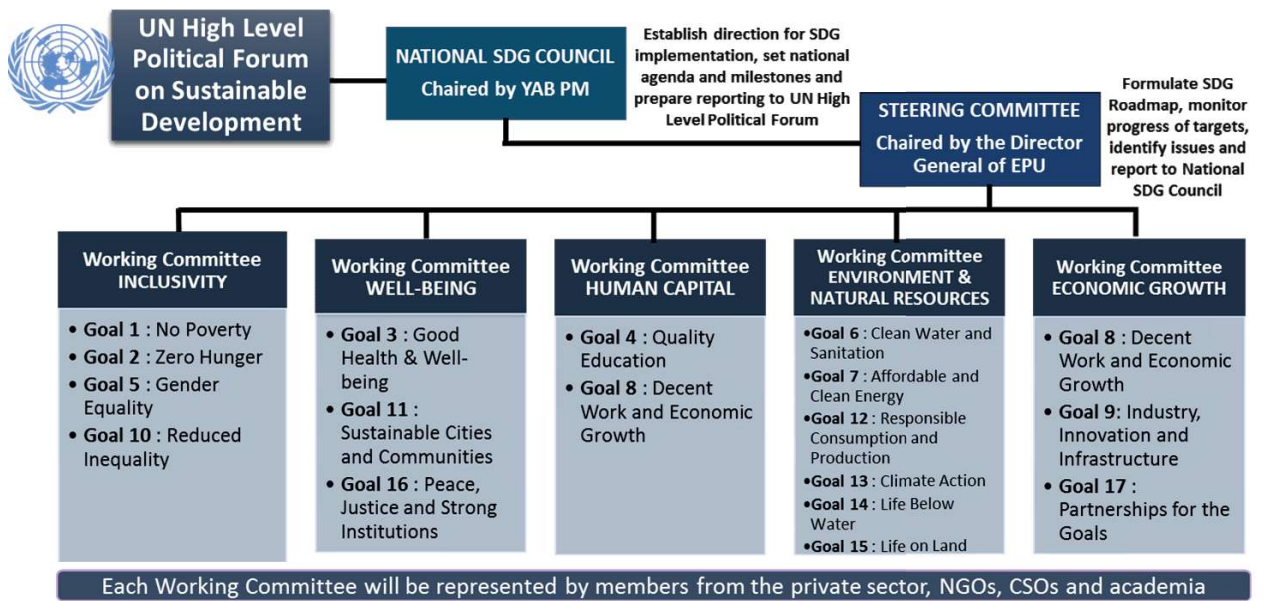 UN High Level
Political Forum
on Sustainable
Development
NATIONAL SDG COUNCIL
Chaired by YAB PM
Establish direction for SDG
implementation, set national
agenda and milestones and
prepare reporting to UN High
Level Political Forum
STEERING COMMITTEE
Chaired by the Director
General of EPU
Formulate SDG
Roadmap, monitor
progress of targets,
identify issues and
report to National
SDG Council
Working Committee
INCLUSIVITY
• Goal 1 : No Poverty
• Goal 2 : Zero Hunger
• Goal 5 : Gender
Equality
• Goal 10 : Reduced
Inequality
Working Committee
WELL-BEING
• Goal 3 : Good
Health & Well-
being
• Goal 11 :
Sustainable Cities
and Communities
• Goal 16 : Peace,
Justice and Strong
Institutions
Working Committee
HUMAN CAPITAL
• Goal 4 : Quality
Education
• Goal 8 : Decent
Work and Economic
Growth
Working Committee
ENVIRONMENT &
NATURAL RESOURCES
•Goal 6 : Clean Water and
Sanitation
•Goal 7 : Affordable and
Clean Energy
•Goal 12 : Responsible
Consumption and
Production
•Goal 13 : Climate Action
•Goal 14 : Life Below
Water
•Goal 15 : Life on Land
Working Committee
ECONOMIC GROWTH
• Goal 8 : Decent
Work and Economic
Growth
• Goal 9: Industry,
Innovation and
Infrastructure
• Goal 17 :
Partnerships for the
Goals
Each Working Committee will be represented by members from the private sector, NGOs, CSOs and academia